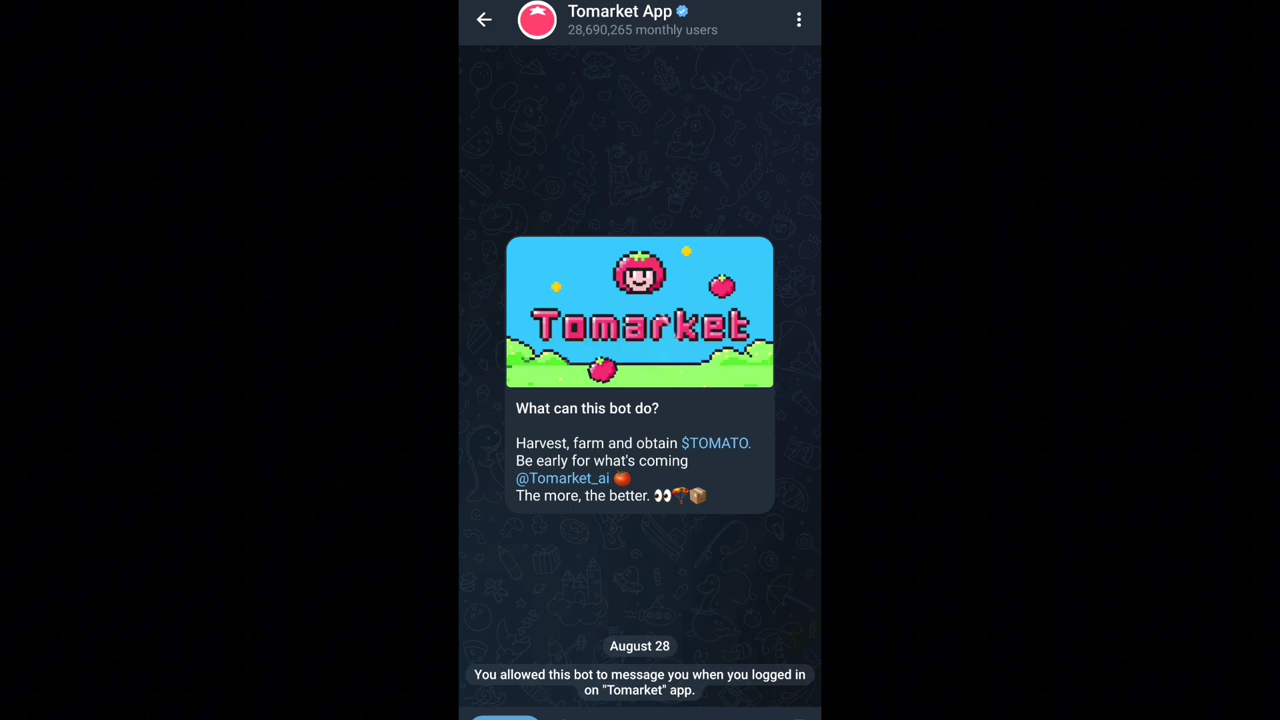 Tomarket App
28,690,265 monthly users
Tomarket
What can this bot do?
Harvest, farm and obtain $TOMATO.
Be early for what's coming
@Tomarket_ai 🍅
The more, the better. 👀🪂📦
August 28
You allowed this bot to message you when you logged in
on "Tomarket" app.